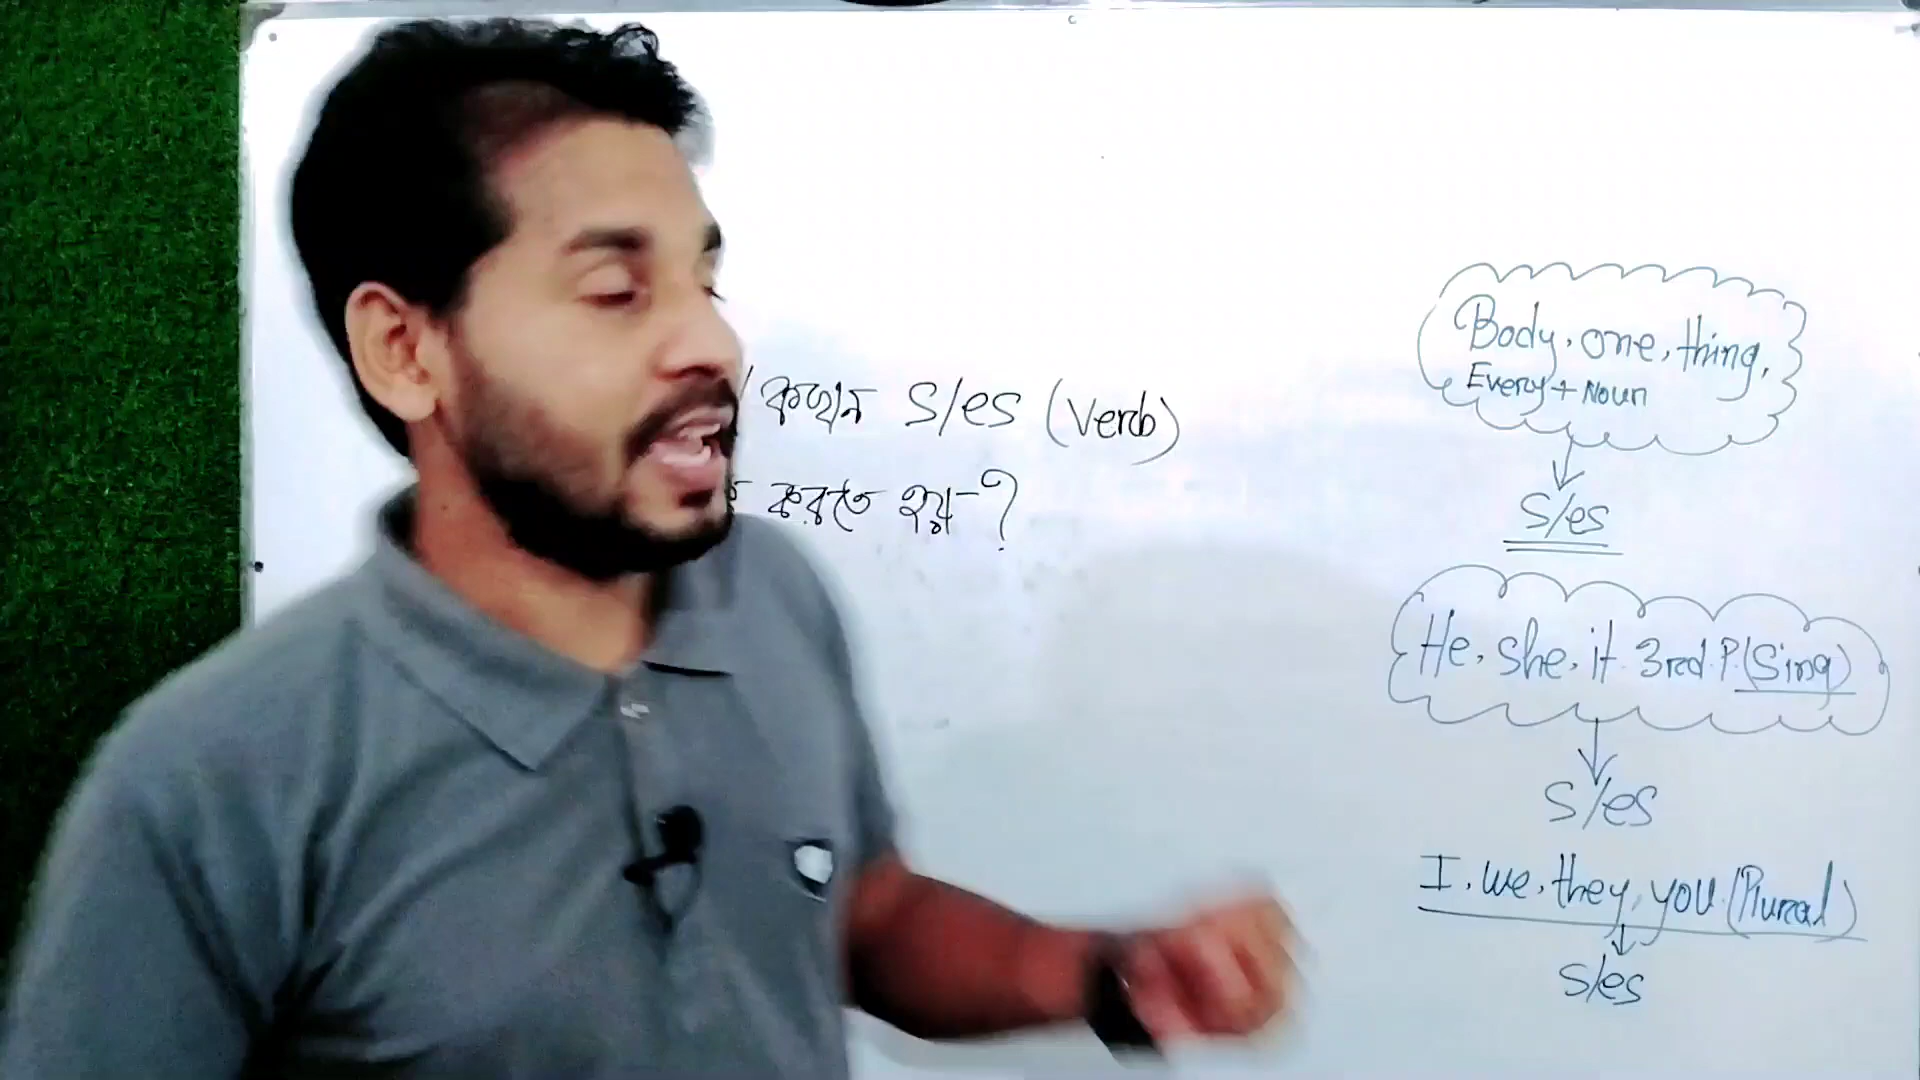 কখন s/es (verb)
করতে হয়-?
Body, one, thing,
Every + Noun
s/es
He, she, it 3rd P. (Sing)
s/es
I, we, they, you (Plural)
s/es